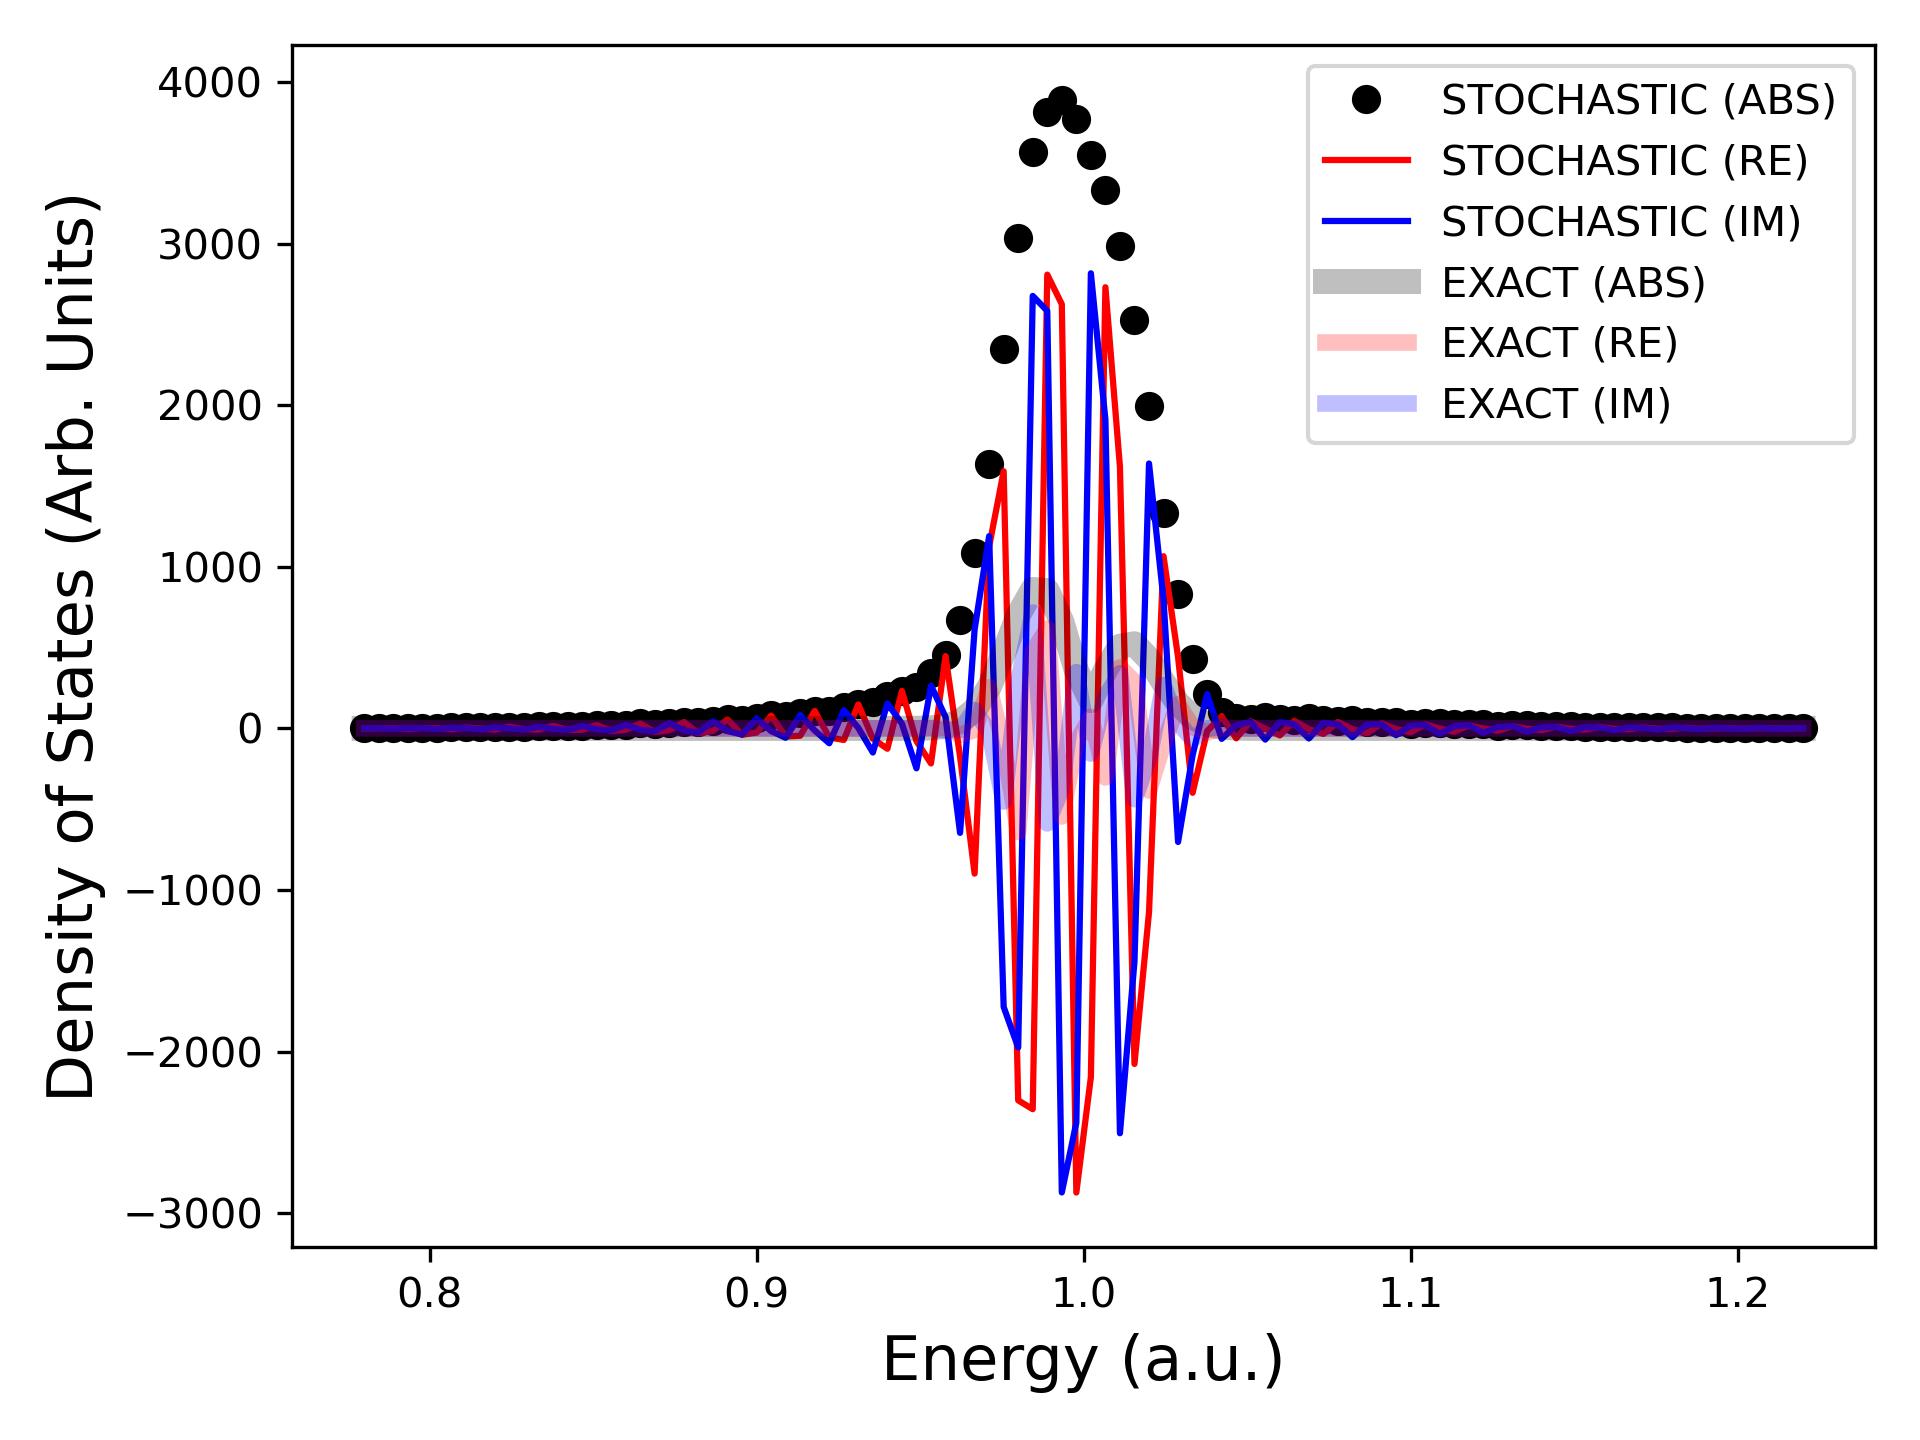 Density of States (Arb. Units)
4000
3000
2000
1000
0
−1000
−2000
−3000
STOCHASTIC (ABS)
STOCHASTIC (RE)
STOCHASTIC (IM)
EXACT (ABS)
EXACT (RE)
EXACT (IM)
0.8 0.9 1.0 1.1 1.2
Energy (a.u.)